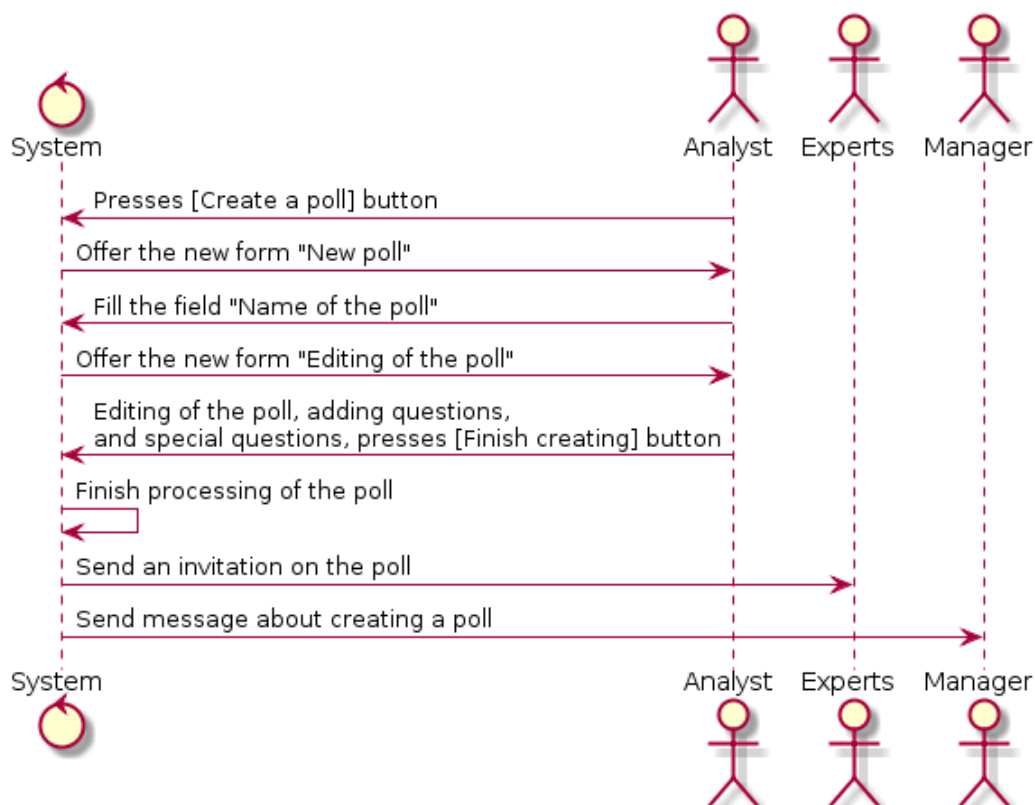 System
Analyst
Experts
Manager
Presses [Create a poll] button
Offer the new form "New poll"
Fill the field "Name of the poll"
Offer the new form "Editing of the poll"
Editing of the poll, adding questions,
and special questions, presses [Finish creating] button
Finish processing of the poll
Send an invitation on the poll
Send message about creating a poll
System
Analyst
Experts
Manager